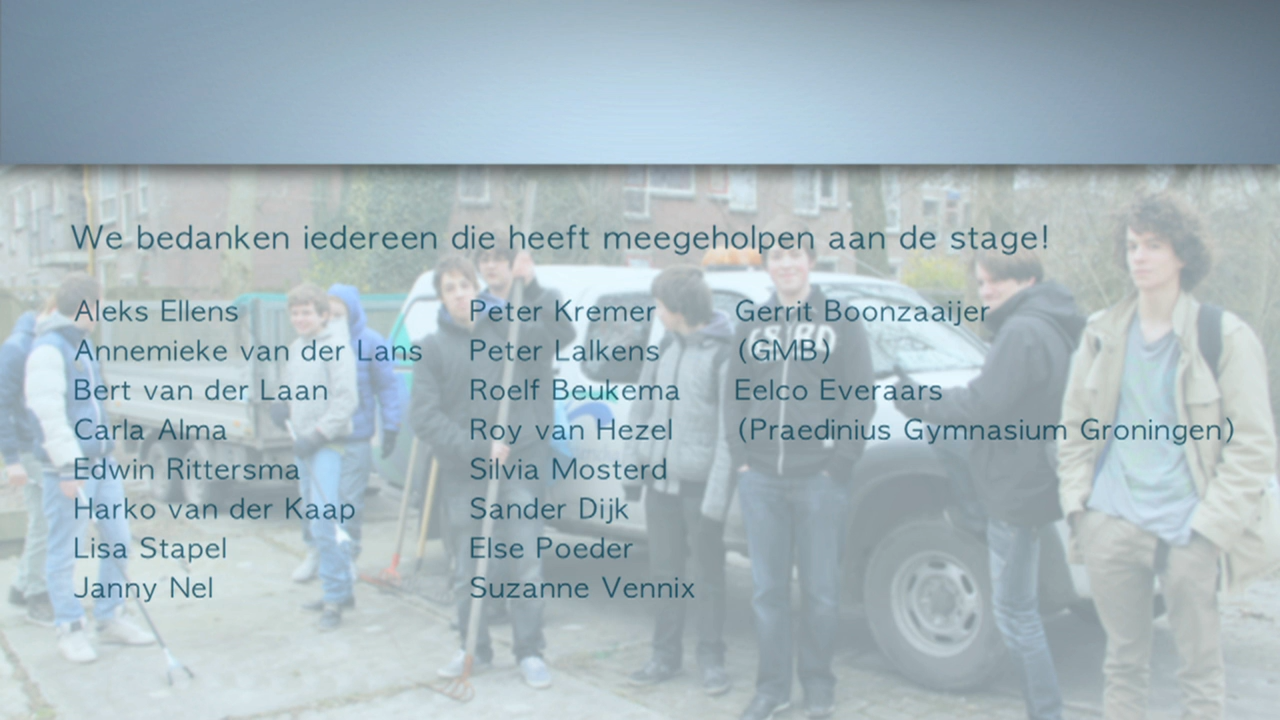 We bedanken iedereen die heeft meegeholpen aan de stage!
Aleks Ellens
Annemieke van der Lans
Bert van der Laan
Carla Alma
Edwin Rittersma
Harko van der Kaap
Lisa Stapel
Janny Nel
Peter Kremer
Peter Lalkens
Roelf Beukema
Roy van Hezel
Silvia Mosterd
Sander Dijk
Else Poeder
Suzanne Vennix
Gerrit Boonzaaijer
(GMB)
Eelco Everaars
(Praedinius Gymnasium Groningen)